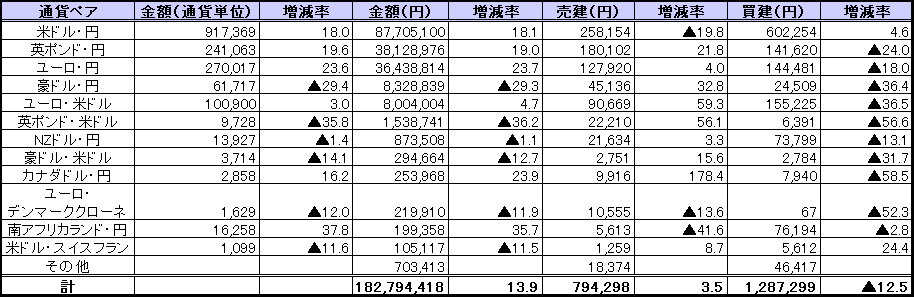 通貨ペア 金額(通貨単位) 増減率 金額(円) 増減率 売建(円) 増減率 買建(円) 増減率
米ドル・円 917,369 18.0 87,705,100 18.1 258,154 ▲19.8 602,254 4.6
英ポンド・円 241,063 19.6 38,128,976 19.0 180,102 21.8 141,620 ▲24.0
ユーロ・円 270,017 23.6 36,438,814 23.7 127,920 4.0 144,481 ▲18.0
豪ドル・円 61,717 ▲29.4 8,328,839 ▲29.3 45,136 32.8 24,509 ▲36.4
ユーロ・米ドル 100,900 3.0 8,004,004 4.7 90,669 59.3 155,225 ▲36.5
英ポンド・米ドル 9,728 ▲35.8 1,538,741 ▲36.2 22,210 56.1 6,391 ▲56.6
NZドル・円 13,927 ▲1.4 873,508 ▲1.1 21,634 3.3 73,799 ▲13.1
豪ドル・米ドル 3,714 ▲14.1 294,664 ▲12.7 2,751 15.6 2,784 ▲31.7
カナダドル・円 2,858 16.2 253,968 23.9 9,916 178.4 7,940 ▲58.5
ユーロ・
デンマーククローネ 1,629 ▲12.0 219,910 ▲11.9 10,555 ▲13.6 67 ▲52.3
南アフリカランド・円 16,258 37.8 199,358 35.7 5,613 ▲41.6 76,194 ▲2.8
米ドル・スイスフラン 1,099 ▲11.6 105,117 ▲11.5 1,259 8.7 5,612 24.4
その他 703,413 18,374 46,417
計 182,794,418 13.9 794,298 3.5 1,287,299 ▲12.5